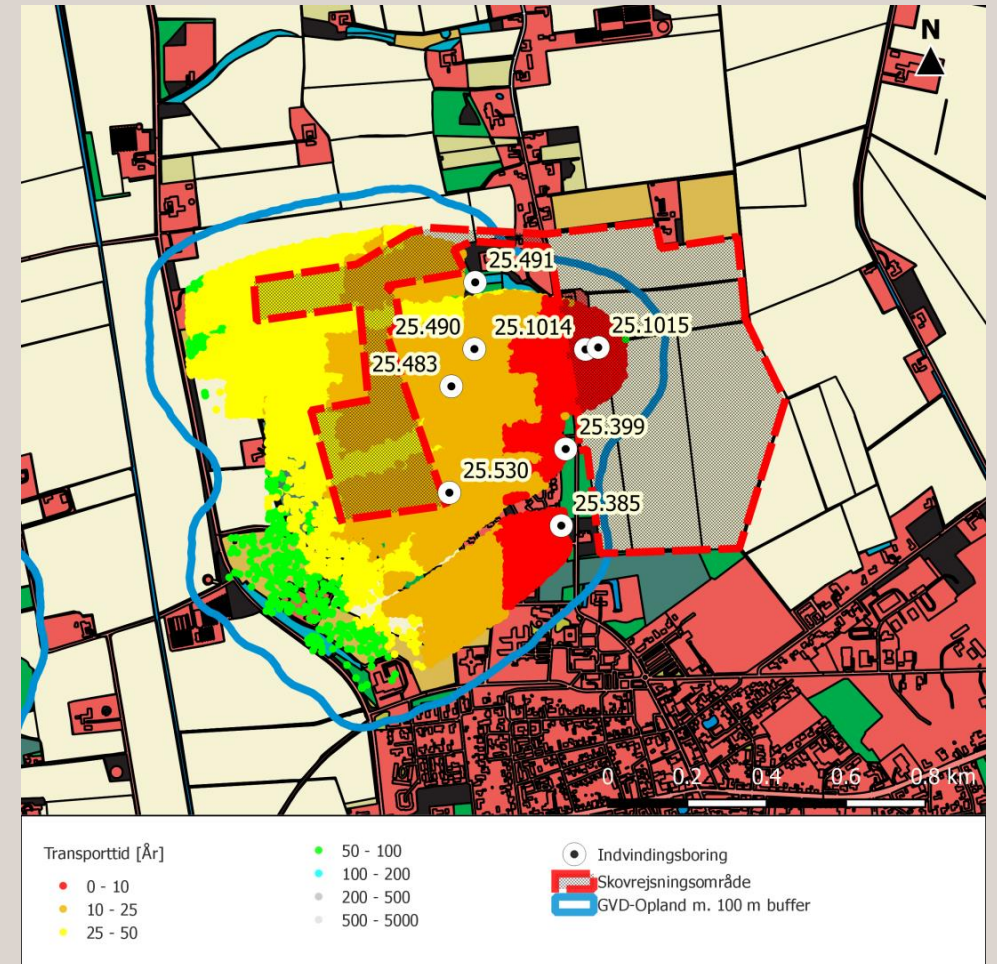 N
25.491
25.490
25.1014
25.1015
25.483
25.399
25.530
25.385
0 0.2 0.4 0.6 0.8 km
Transporttid [År]
0 - 10
10 - 25
25 - 50
50 - 100
100 - 200
200 - 500
500 - 5000
Indvindingsboring
Skovrejsningsområde
GVD-Opland m. 100 m buffer